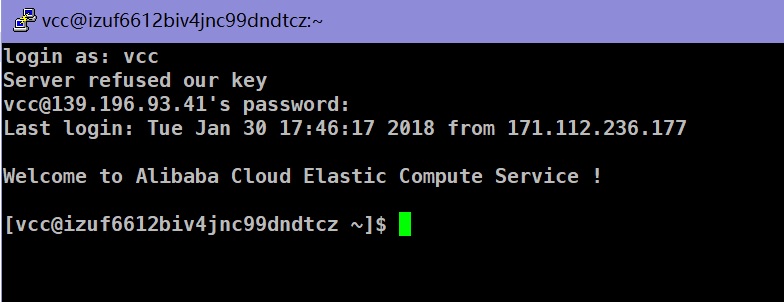 vcc@izuf6612biv4jnc99dndtcz:~
login as: vcc
Server refused our key
vcc@139.196.93.41's password:
Last login: Tue Jan 30 17:46:17 2018 from 171.112.236.177
Welcome to Alibaba Cloud Elastic Compute Service !
[vcc@izuf6612biv4jnc99dndtcz ~]$